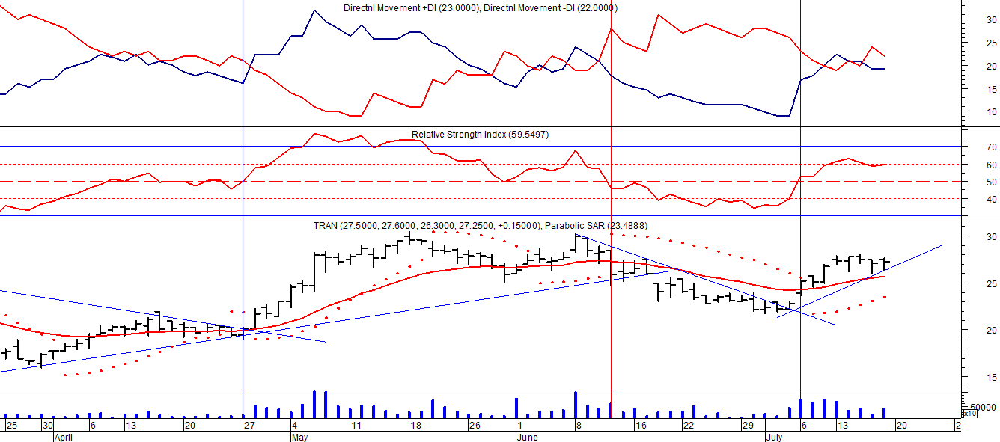 Directnl Movement +DI (23.0000), Directnl Movement -DI (22.0000)
30
25
20
15
10
Relative Strength Index (59.5497)
70
60
50
40
TRAN (27.5000, 27.6000, 26.3000, 27.2500, +0.15000), Parabolic SAR (23.4888)
30
25
20
15
50000
x10
25 30 6 13 20 27 4 11 18 26 1 8 16 22 29 6 13 20 2
April May June July